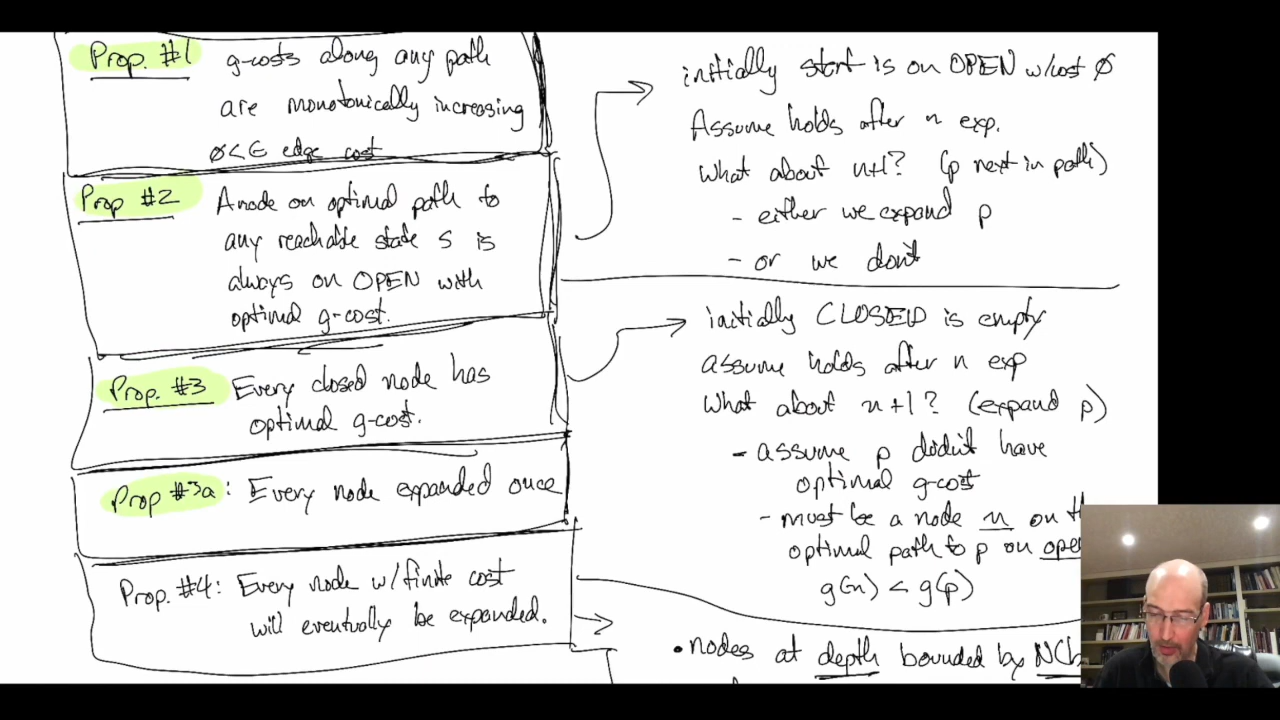 Prop. #1 g-costs along any path
are monotonically increasing
0 < ∈ edge cost
Prop #2 A node on optimal path to
any reachable state S is
always on OPEN with
optimal g-cost.
Prop. #3 Every closed node has
optimal g-cost.
Prop #3a: Every node expanded once
Prop. #4: Every node w/finite cost
will eventually be expanded.
initially start is on OPEN w/cost 0
Assume holds after n exp.
What about n+1? (p next in path)
- either we expand p
- or we don't
initially CLOSED is empty
assume holds after n exp
What about n+1? (expand p)
- assume p didn't have
optimal g-cost
- must be a node n on
optimal path to p on ope
g(n) < g(p)
• nodes at depth bounded by